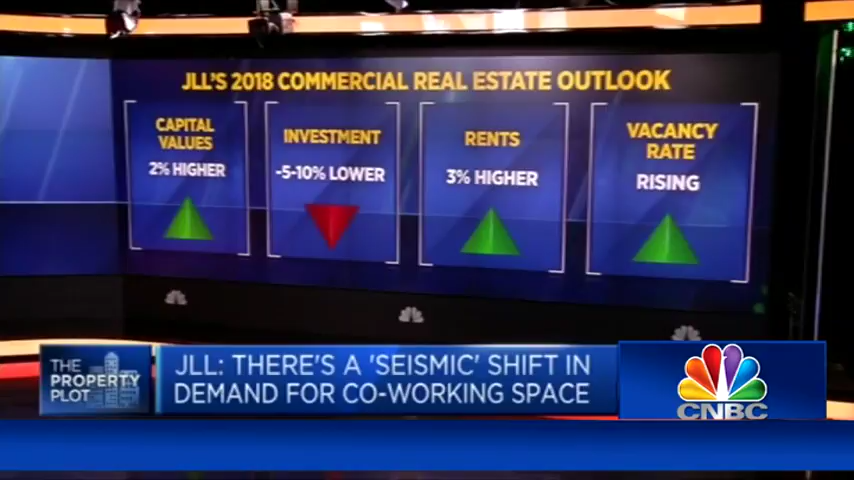 JLL'S 2018 COMMERCIAL REAL ESTATE OUTLOOK
CAPITAL
VALUES
2% HIGHER
INVESTMENT
-5-10% LOWER
RENTS
3% HIGHER
VACANCY
RATE
RISING
THE
PROPERTY
PLOT
JLL: THERE'S A 'SEISMIC' SHIFT IN
DEMAND FOR CO-WORKING SPACE
CNBC